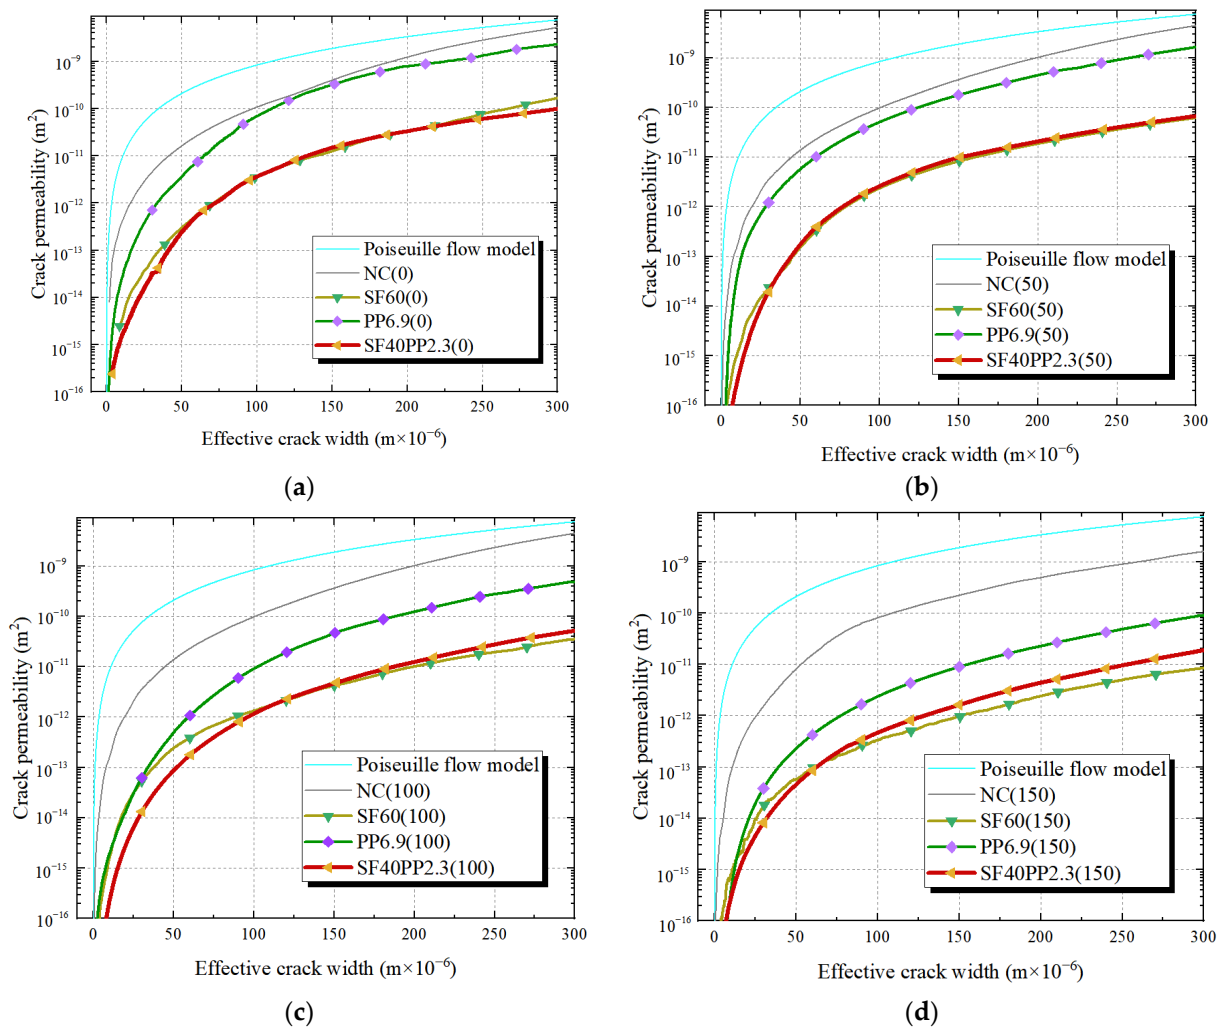 Crack permeability (m²)
10⁻⁹
10⁻¹⁰
10⁻¹¹
10⁻¹²
10⁻¹³
10⁻¹⁴
10⁻¹⁵
10⁻¹⁶
Poiseuille flow model
NC(0)
SF60(0)
PP6.9(0)
SF40PP2.3(0)
0 50 100 150 200 250 300
Effective crack width (m×10⁻⁶)
(a)
Crack permeability (m²)
10⁻⁹
10⁻¹⁰
10⁻¹¹
10⁻¹²
10⁻¹³
10⁻¹⁴
10⁻¹⁵
10⁻¹⁶
Poiseuille flow model
NC(50)
SF60(50)
PP6.9(50)
SF40PP2.3(50)
0 50 100 150 200 250 300
Effective crack width (m×10⁻⁶)
(b)
Crack permeability (m²)
10⁻⁹
10⁻¹⁰
10⁻¹¹
10⁻¹²
10⁻¹³
10⁻¹⁴
10⁻¹⁵
10⁻¹⁶
Poiseuille flow model
NC(100)
SF60(100)
PP6.9(100)
SF40PP2.3(100)
0 50 100 150 200 250 300
Effective crack width (m×10⁻⁶)
(c)
Crack permeability (m²)
10⁻⁹
10⁻¹⁰
10⁻¹¹
10⁻¹²
10⁻¹³
10⁻¹⁴
10⁻¹⁵
10⁻¹⁶
Poiseuille flow model
NC(150)
SF60(150)
PP6.9(150)
SF40PP2.3(150)
0 50 100 150 200 250 300
Effective crack width (m×10⁻⁶)
(d)